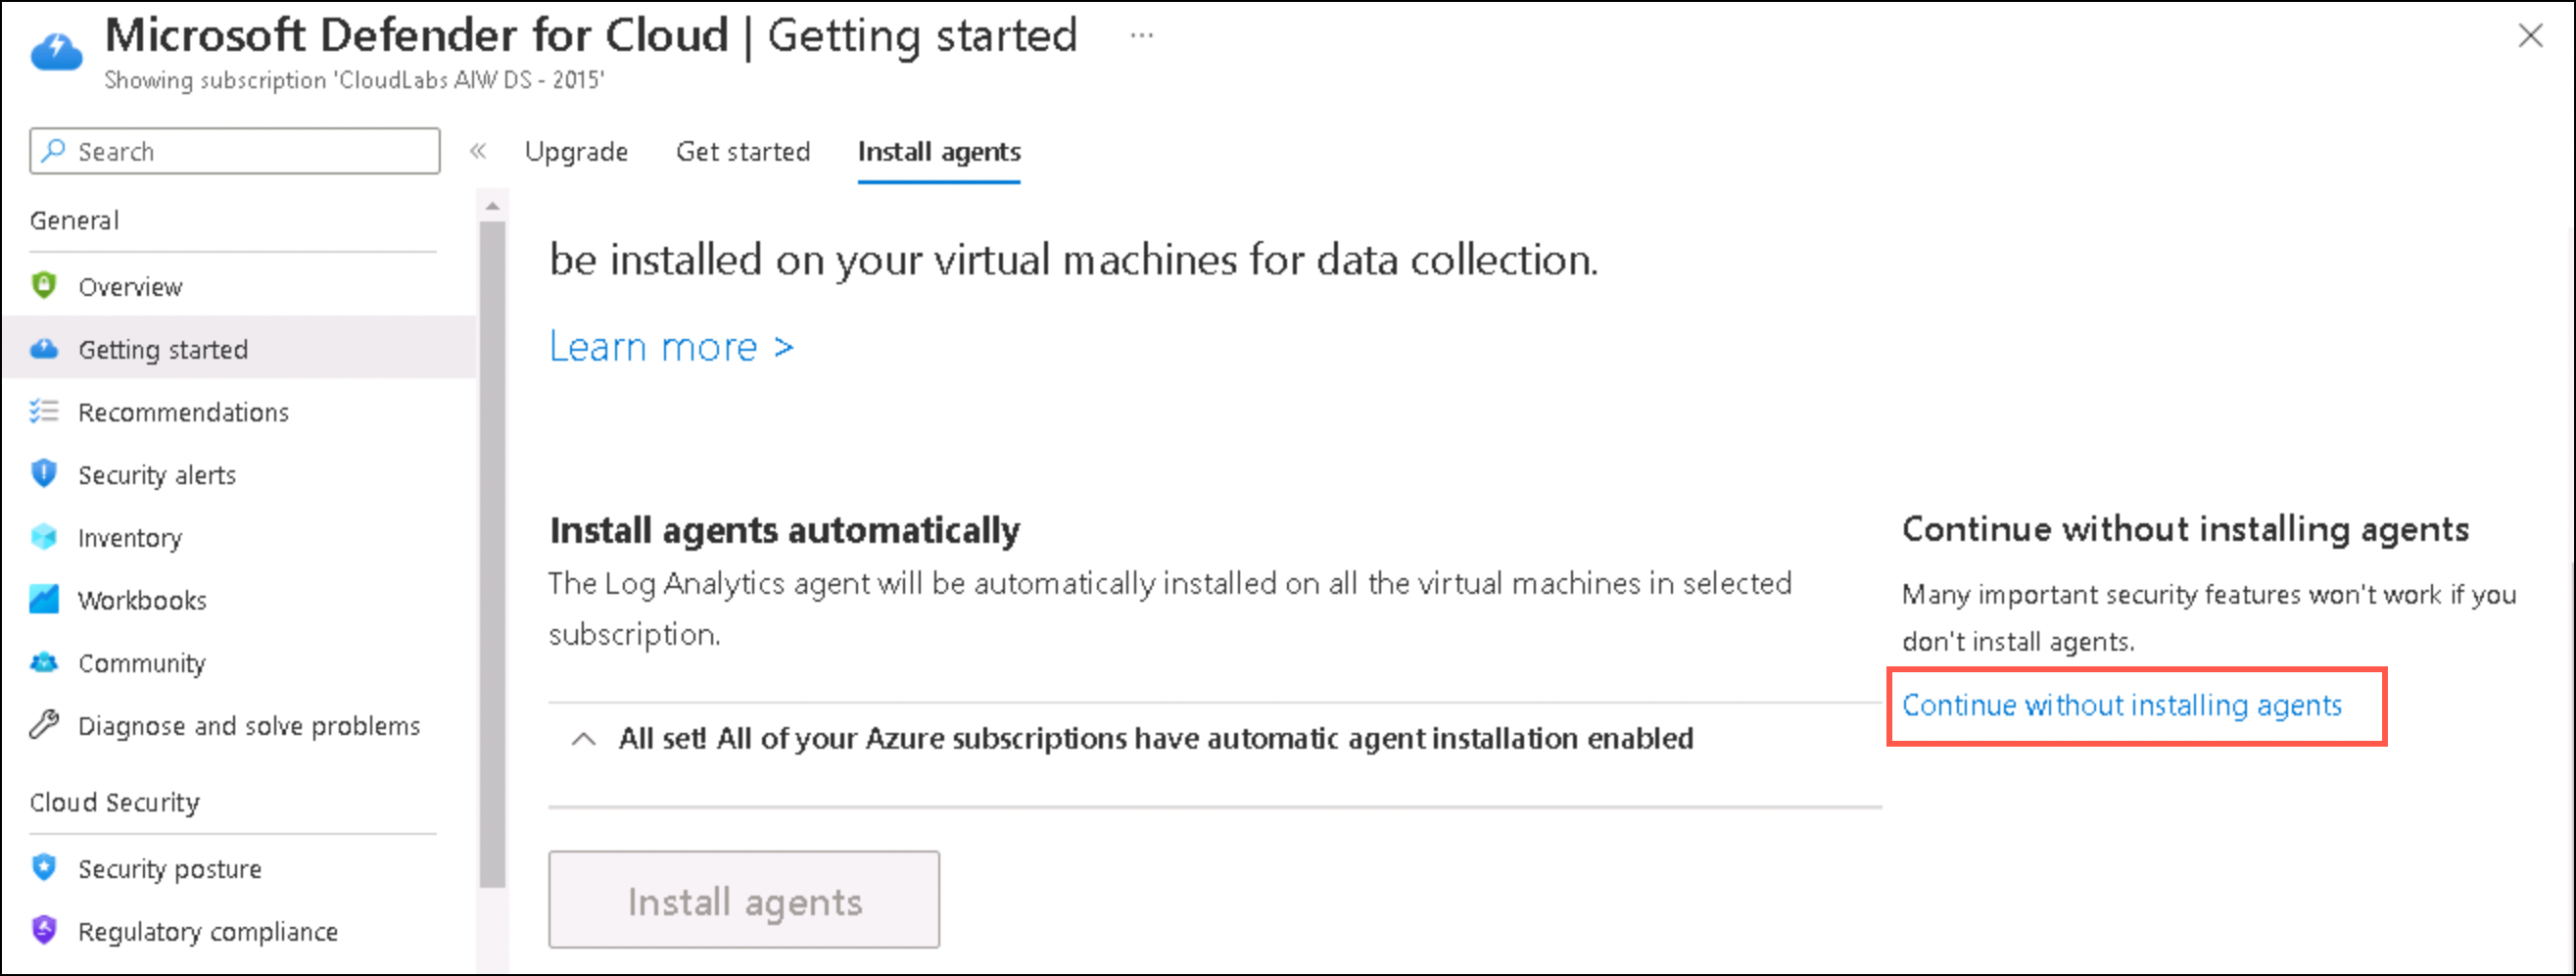 Microsoft Defender for Cloud | Getting started ...
Showing subscription 'CloudLabs AIW DS - 2015'
Search
«
Upgrade Get started Install agents
General
Overview
Getting started
Recommendations
Security alerts
Inventory
Workbooks
Community
Diagnose and solve problems
Cloud Security
Security posture
Regulatory compliance
be installed on your virtual machines for data collection.
Learn more >
Install agents automatically
The Log Analytics agent will be automatically installed on all the virtual machines in selected
subscription.
All set! All of your Azure subscriptions have automatic agent installation enabled
Install agents
Continue without installing agents
Many important security features won't work if you
don't install agents.
Continue without installing agents